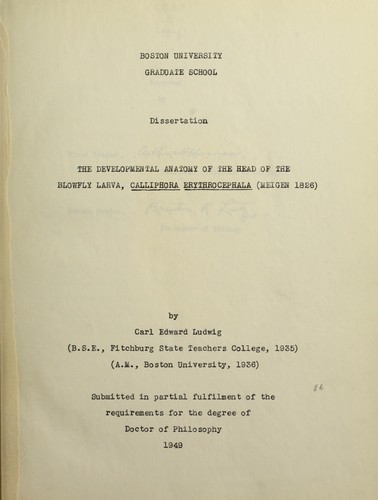 BOSTON UNIVERSITY
GRADUATE SCHOOL
Dissertation
THE DEVELOPMENTAL ANATOMY OF THE HEAD OF THE
BLOWFLY LARVA, CALLIPHORA ERYTHROCEPHALA (MEIGEN 1826)
by
Carl Edward Ludwig
(B.S.E., Fitchburg State Teachers College, 1935)
(A.M., Boston University, 1936)
Submitted in partial fulfilment of the
requirements for the degree of
Doctor of Philosophy
1949